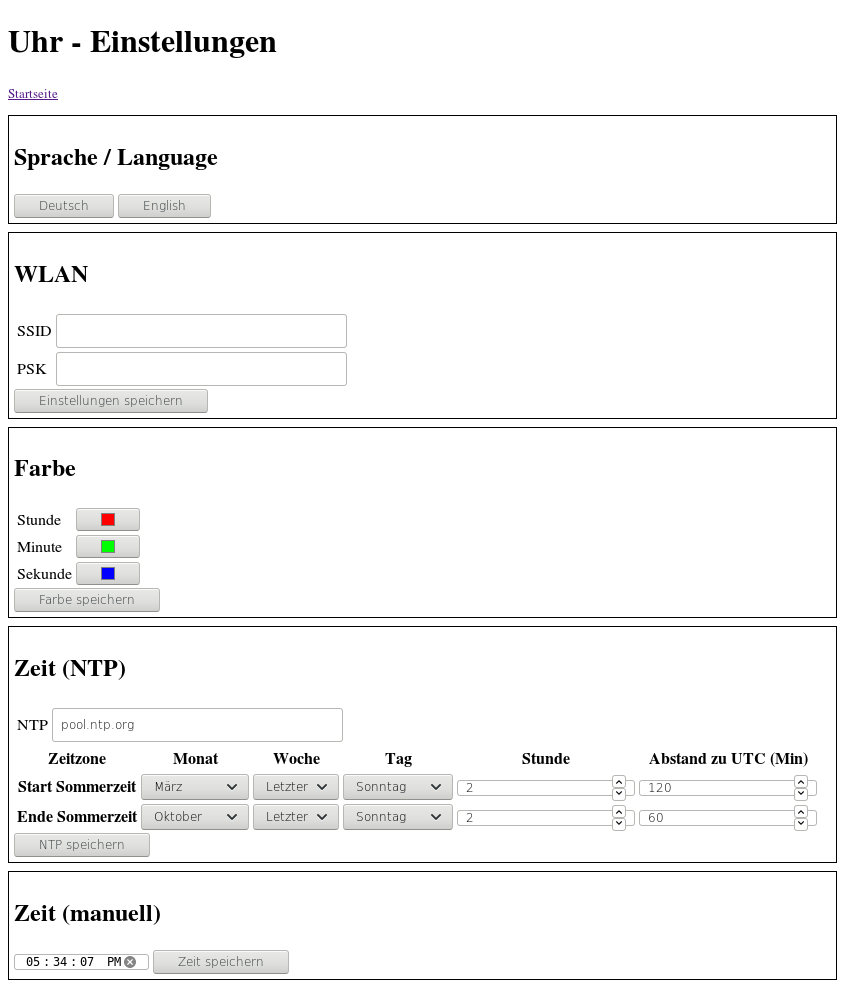 Uhr - Einstellungen
Startseite
Sprache / Language
Deutsch English
WLAN
SSID
PSK
Einstellungen speichern
Farbe
Stunde
Minute
Sekunde
Farbe speichern
Zeit (NTP)
NTP pool.ntp.org
Zeitzone Monat Woche Tag Stunde Abstand zu UTC (Min)
Start Sommerzeit März Letzter Sonntag 2 120
Ende Sommerzeit Oktober Letzter Sonntag 2 60
NTP speichern
Zeit (manuell)
05:34:07 PM Zeit speichern